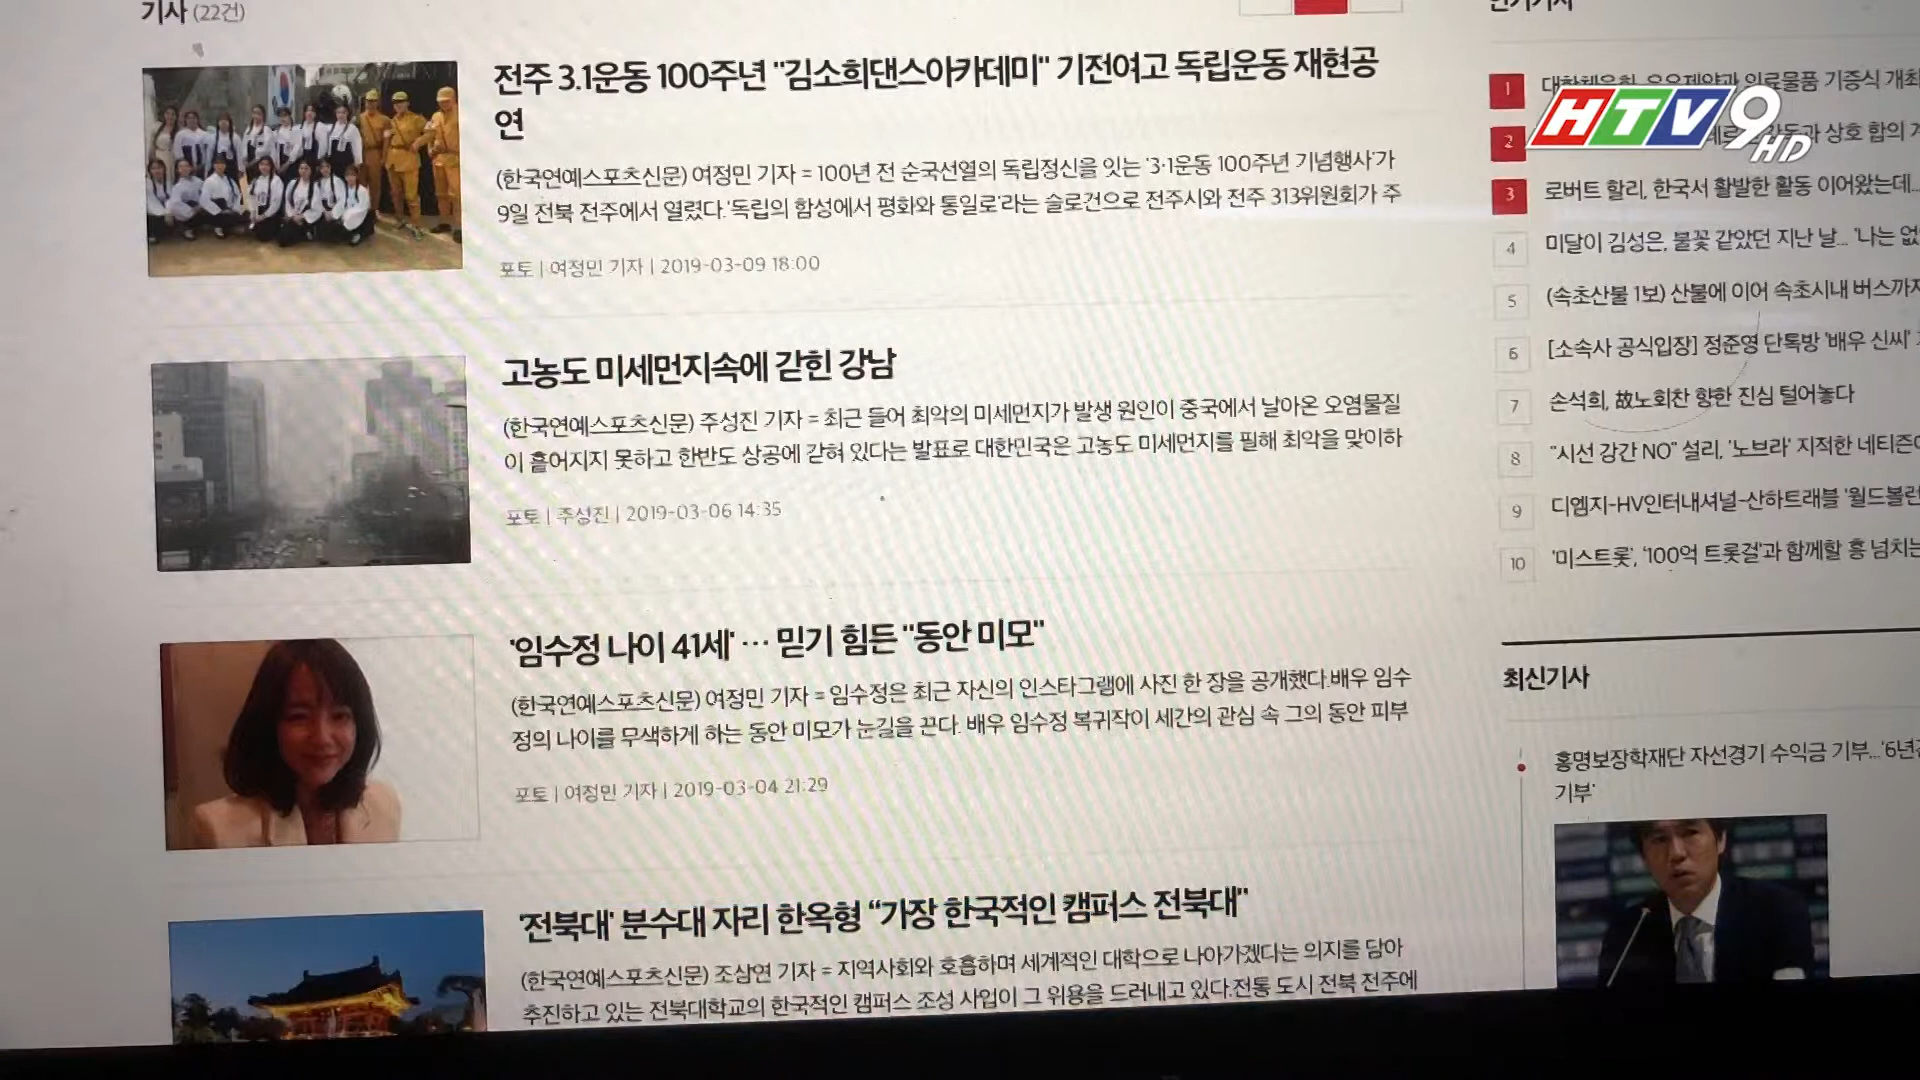 기사 (22건)
전주 3.1운동 100주년 "김소희댄스아카데미" 기전여고 독립운동 재현공
연
(한국연예스포츠신문) 여정민 기자 = 100년 전 순국선열의 독립정신을 잇는 '3·1운동 100주년 기념행사'가
9일 전북 전주에서 열렸다.'독립의 함성에서 평화와 통일로'라는 슬로건으로 전주시와 전주 313위원회가 주
포토 | 여정민 기자 | 2019-03-09 18:00
고농도 미세먼지속에 갇힌 강남
(한국연예스포츠신문) 주성진 기자 = 최근 들어 최악의 미세먼지가 발생 원인이 중국에서 날아온 오염물질
이 흩어지지 못하고 한반도 상공에 갇혀 있다는 발표로 대한민국은 고농도 미세먼지를 필해 최악을 맞이하
포토 | 주성진 | 2019-03-06 14:35
'임수정 나이 41세' … 믿기 힘든 "동안 미모"
(한국연예스포츠신문) 여정민 기자 = 임수정은 최근 자신의 인스타그램에 사진 한 장을 공개했다.배우 임수
정의 나이를 무색하게 하는 동안 미모가 눈길을 끈다. 배우 임수정 복귀작이 세간의 관심 속 그의 동안 피부
포토 | 여정민 기자 | 2019-03-04 21:29
'전북대' 분수대 자리 한옥형 “가장 한국적인 캠퍼스 전북대"
(한국연예스포츠신문) 조삼연 기자 = 지역사회와 호흡하며 세계적인 대학으로 나아가겠다는 의지를 담아
추진하고 있는 전북대학교의 한국적인 캠퍼스 조성 사업이 그 위용을 드러내고 있다.전통 도시 전북 전주에
인기기사
1 의료물품 기증식 개최
2 상호 합의
3 로버트 할리, 한국서 활발한 활동 이어왔는데...
4 미달이 김성은, 불꽃 같았던 지난 날... '나는 없
5 (속초산불 1보) 산불에 이어 속초시내 버스까지
6 [소속사 공식입장] 정준영 단톡방 '배우 신씨'
7 손석희, 故노회찬 향한 진심 털어놓다
8 "시선 강간 NO" 설리, '노브라' 지적한 네티즌
9 디엠지-HV인터내셔널-산하트래블 '월드볼런
10 '미스트롯', '100억 트롯걸'과 함께할 흥 넘치는
HTV9 HD
최신기사
홍명보장학재단 자선경기 수익금 기부...'6년간
기부'